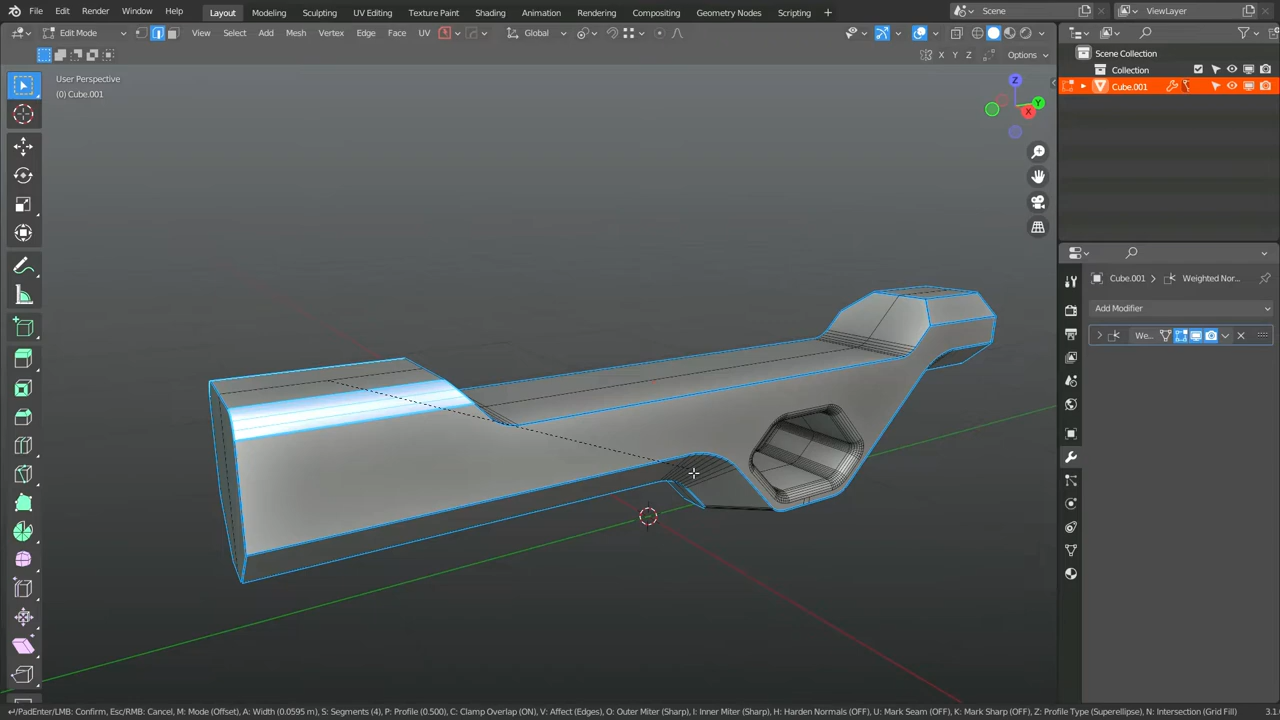 File Edit Render Window Help Layout Modeling Sculpting UV Editing Texture Paint Shading Animation Rendering Compositing Geometry Nodes Scripting + Scene ViewLayer
Edit Mode View Select Add Mesh Vertex Edge Face UV Global
X Y Z Options
Scene Collection
Collection
Cube.001
User Perspective
(0) Cube.001
Z
Y
X
Cube.001 > Weighted Nor...
Add Modifier
We...
↵/PadEnter/LMB: Confirm, Esc/RMB: Cancel, M: Mode (Offset), A: Width (0.0595 m), S: Segments (4), P: Profile (0.500), C: Clamp Overlap (ON), V: Affect (Edges), O: Outer Miter (Sharp), I: Inner Miter (Sharp), H: Harden Normals (OFF), U: Mark Seam (OFF), K: Mark Sharp (OFF), Z: Profile Type (Superellipse), N: Intersection (Grid Fill)